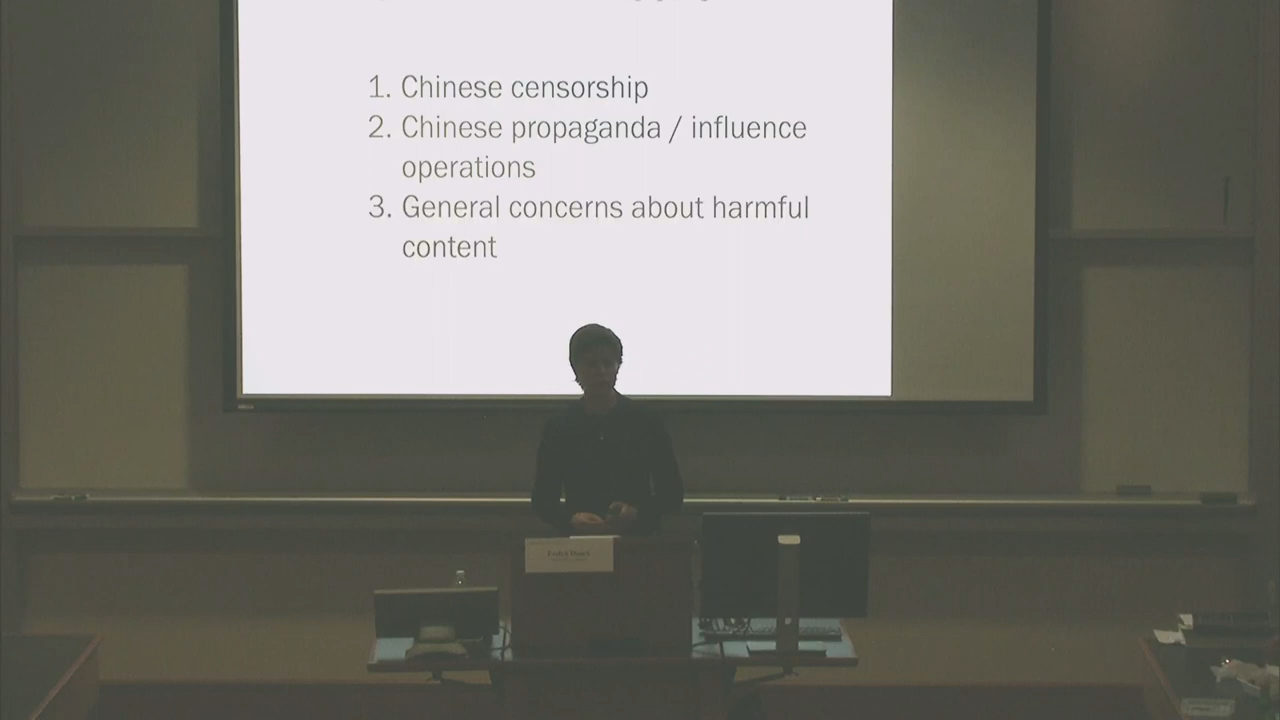 1. Chinese censorship
2. Chinese propaganda / influence
operations
3. General concerns about harmful
content